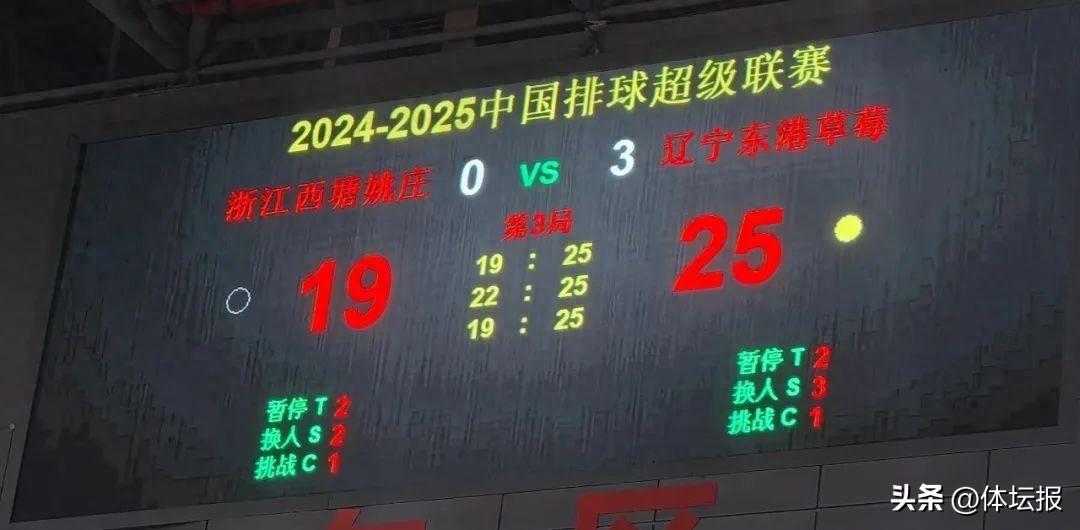 2024-2025中国排球超级联赛
浙江西塘姚庄 0 VS 3 辽宁东港草莓
第3局
19 25
19 : 25
22 : 25
19 : 25
暂停 T 2
换人 S 2
挑战 C 1
暂停 T 2
换人 S 3
挑战 C 1
头条 @体坛报